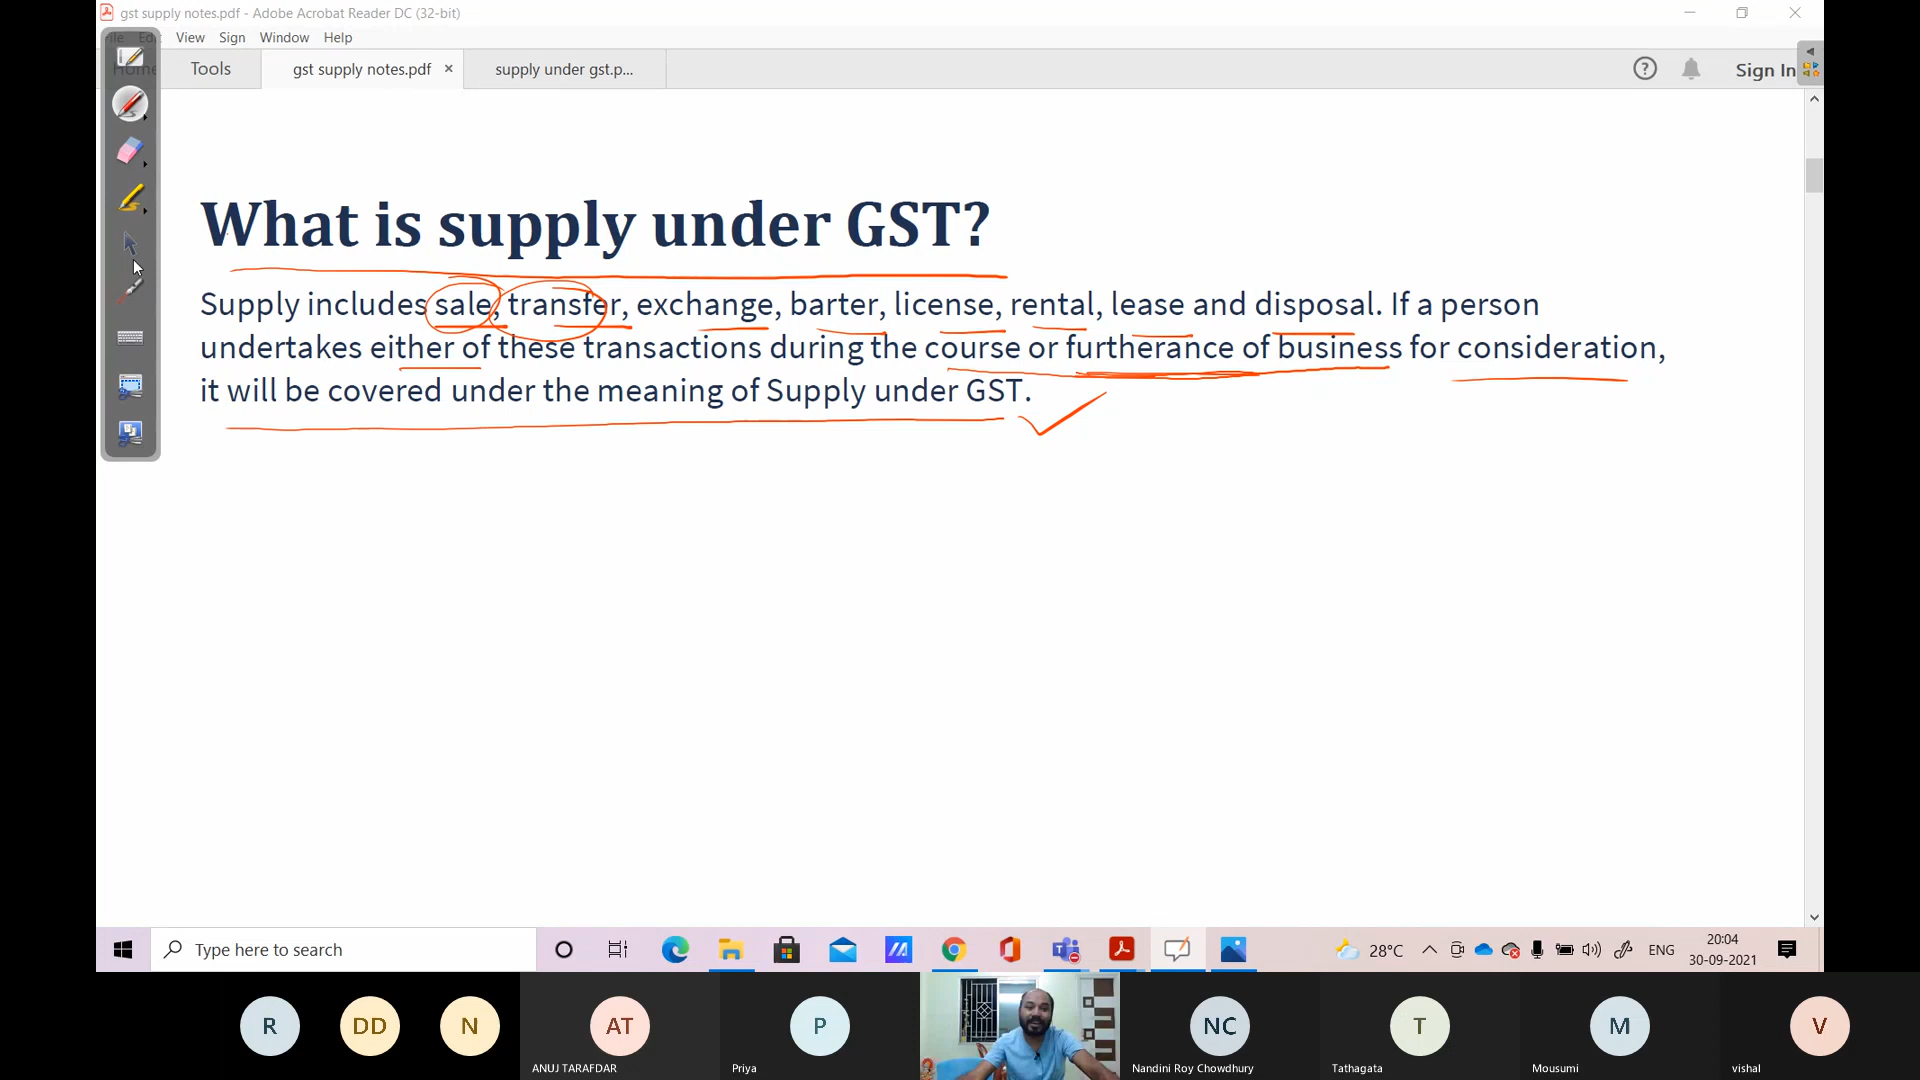 gst supply notes.pdf - Adobe Acrobat Reader DC (32-bit)
View Sign Window Help
Tools
gst supply notes.pdf ×
supply under gst.p...
Sign In
What is supply under GST?
Supply includes sale, transfer, exchange, barter, license, rental, lease and disposal. If a person
undertakes either of these transactions during the course or furtherance of business for consideration,
it will be covered under the meaning of Supply under GST.
Type here to search
28°C
ENG
20:04
30-09-2021
R
DD
N
AT
P
NC
T
M
V
ANUJ TARAFDAR
Priya
Nandini Roy Chowdhury
Tathagata
Mousumi
vishal